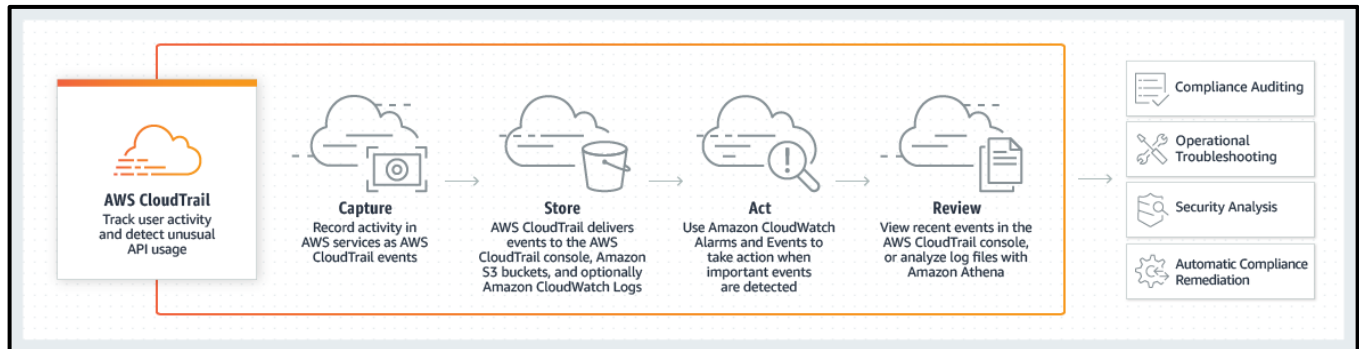 AWS CloudTrail
Track user activity
and detect unusual
API usage
Capture
Record activity in
AWS services as AWS
CloudTrail events
Store
AWS CloudTrail delivers
events to the AWS
CloudTrail console, Amazon
S3 buckets, and optionally
Amazon CloudWatch Logs
Act
Use Amazon CloudWatch
Alarms and Events to
take action when
important events
are detected
Review
View recent events in the
AWS CloudTrail console,
or analyze log files with
Amazon Athena
Compliance Auditing
Operational
Troubleshooting
Security Analysis
Automatic Compliance
Remediation